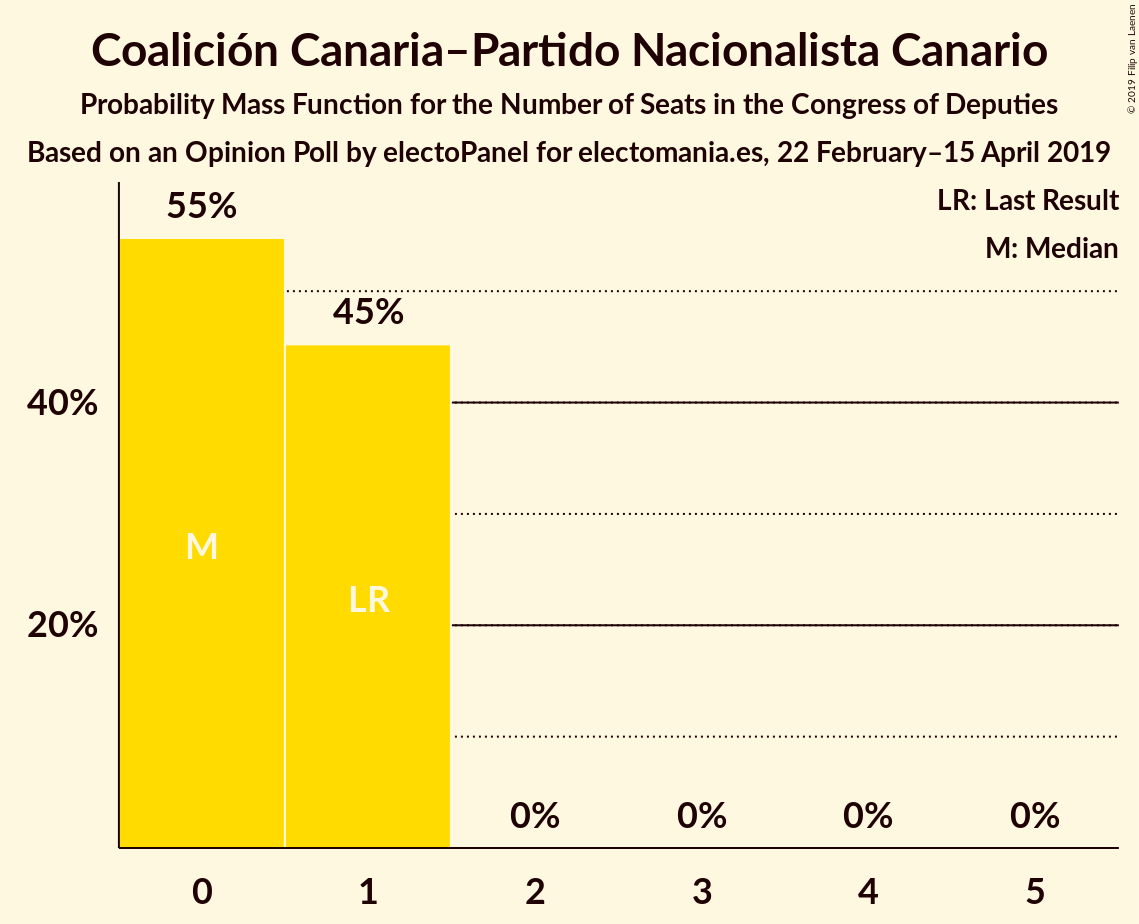 Coalición Canaria–Partido Nacionalista Canario
Probability Mass Function for the Number of Seats in the Congress of Deputies
Based on an Opinion Poll by electoPanel for electomania.es, 22 February–15 April 2019
© 2019 Filip van Laenen
LR: Last Result
M: Median
55%
45%
40%
M
LR
20%
0% 0% 0% 0%
0 1 2 3 4 5